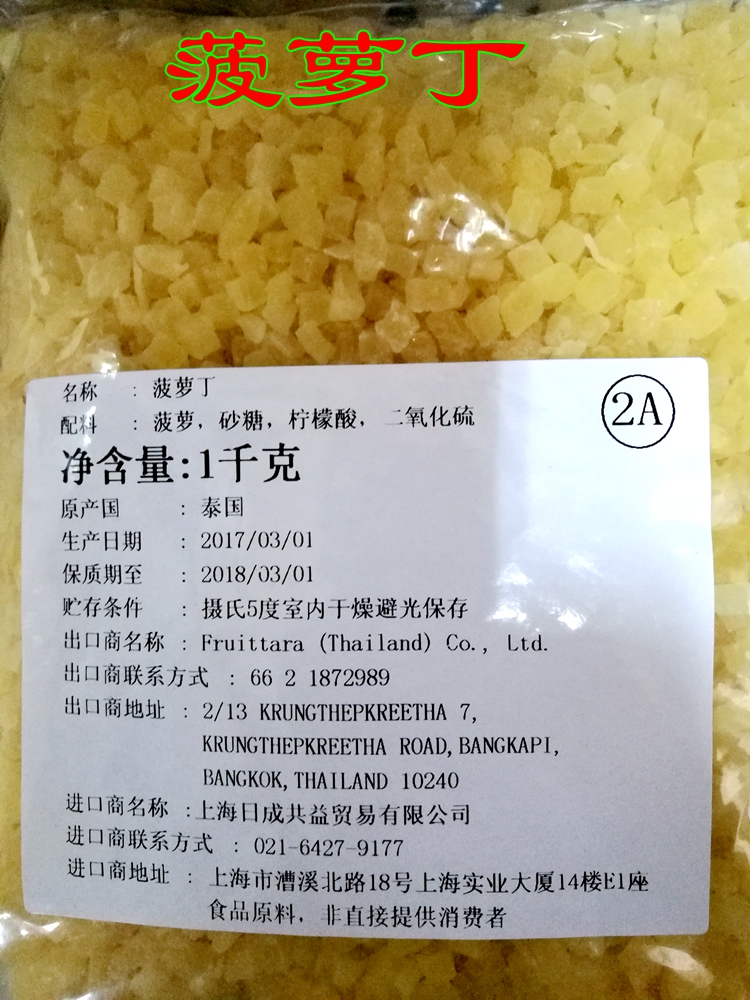 菠萝丁
名称 : 菠萝丁
2A
配料 : 菠萝，砂糖，柠檬酸，二氧化硫
净含量:1千克
原产国 : 泰国
生产日期 : 2017/03/01
保质期至 : 2018/03/01
贮存条件 : 摄氏5度室内干燥避光保存
出口商名称 : Fruittara (Thailand) Co., Ltd.
出口商联系方式 : 66 2 1872989
出口商地址 : 2/13 KRUNGTHEPKREETHA 7,
KRUNGTHEPKREETHA ROAD,BANGKAPI,
BANGKOK,THAILAND 10240
进口商名称 :上海日成共益贸易有限公司
进口商联系方式 : 021-6427-9177
进口商地址 : 上海市漕溪北路18号上海实业大厦14楼E1座
食品原料，非直接提供消费者